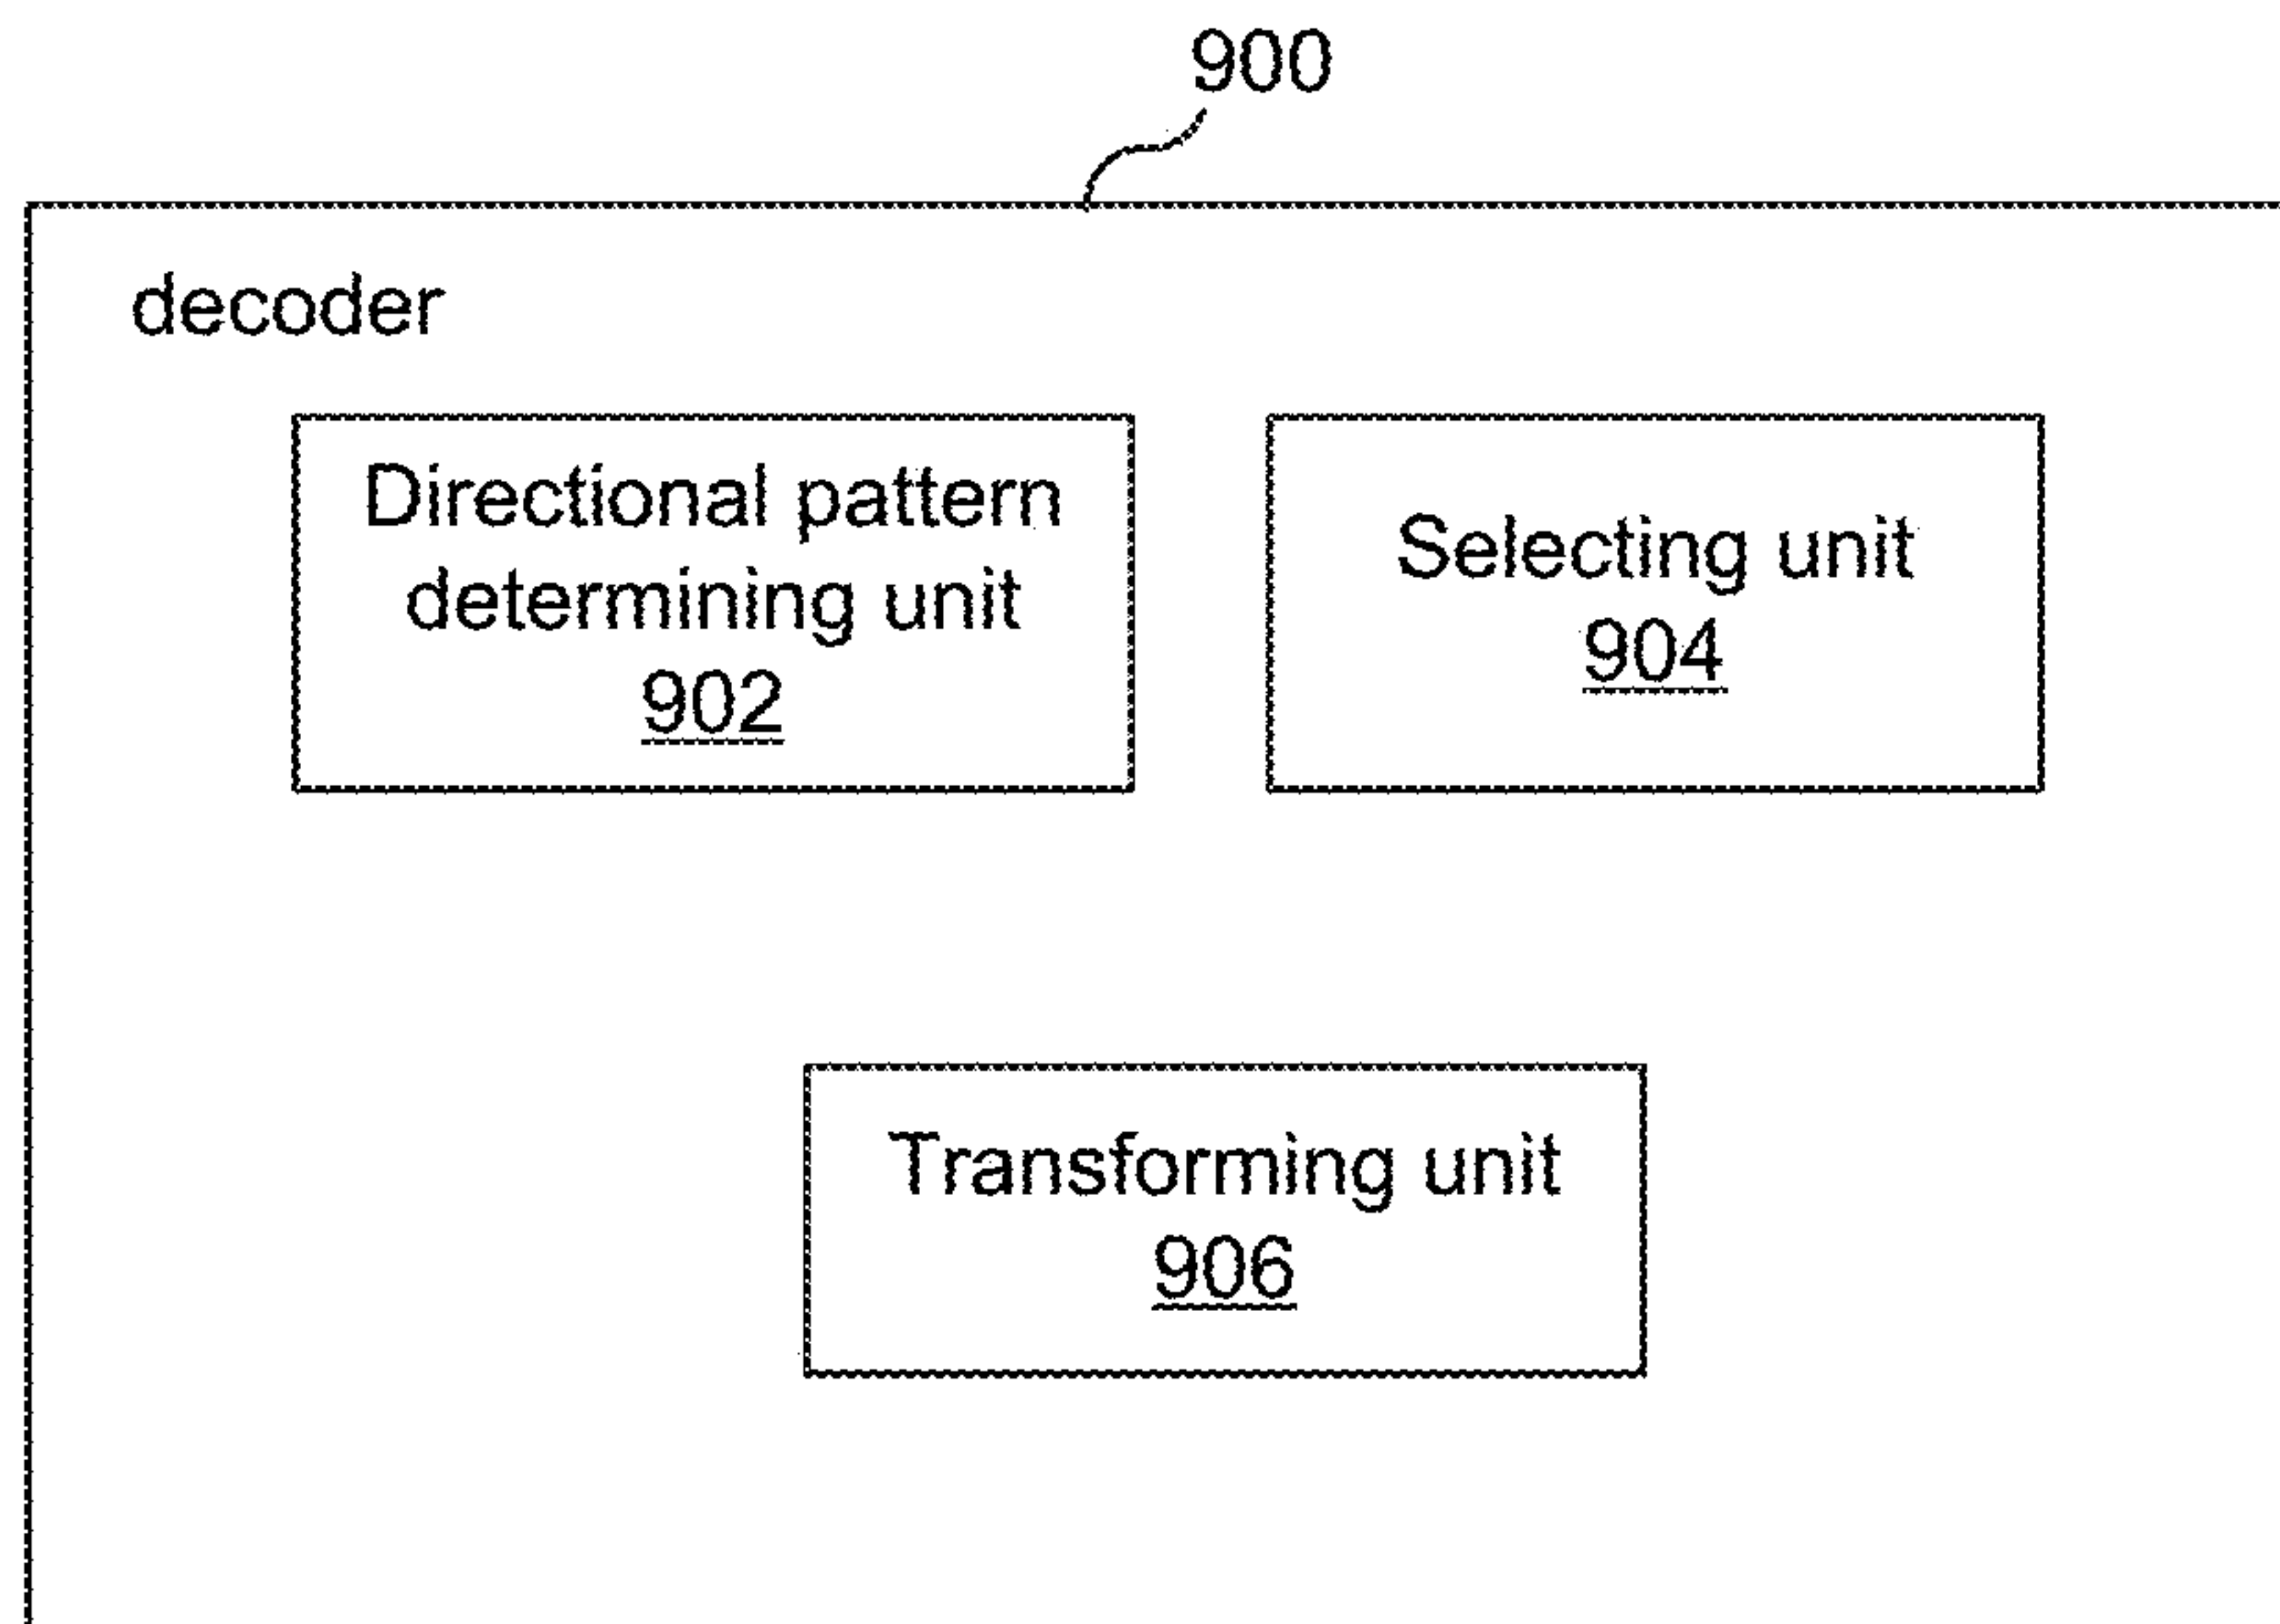 900
decoder
Directional pattern
determining unit
902
Selecting unit
904
Transforming unit
906